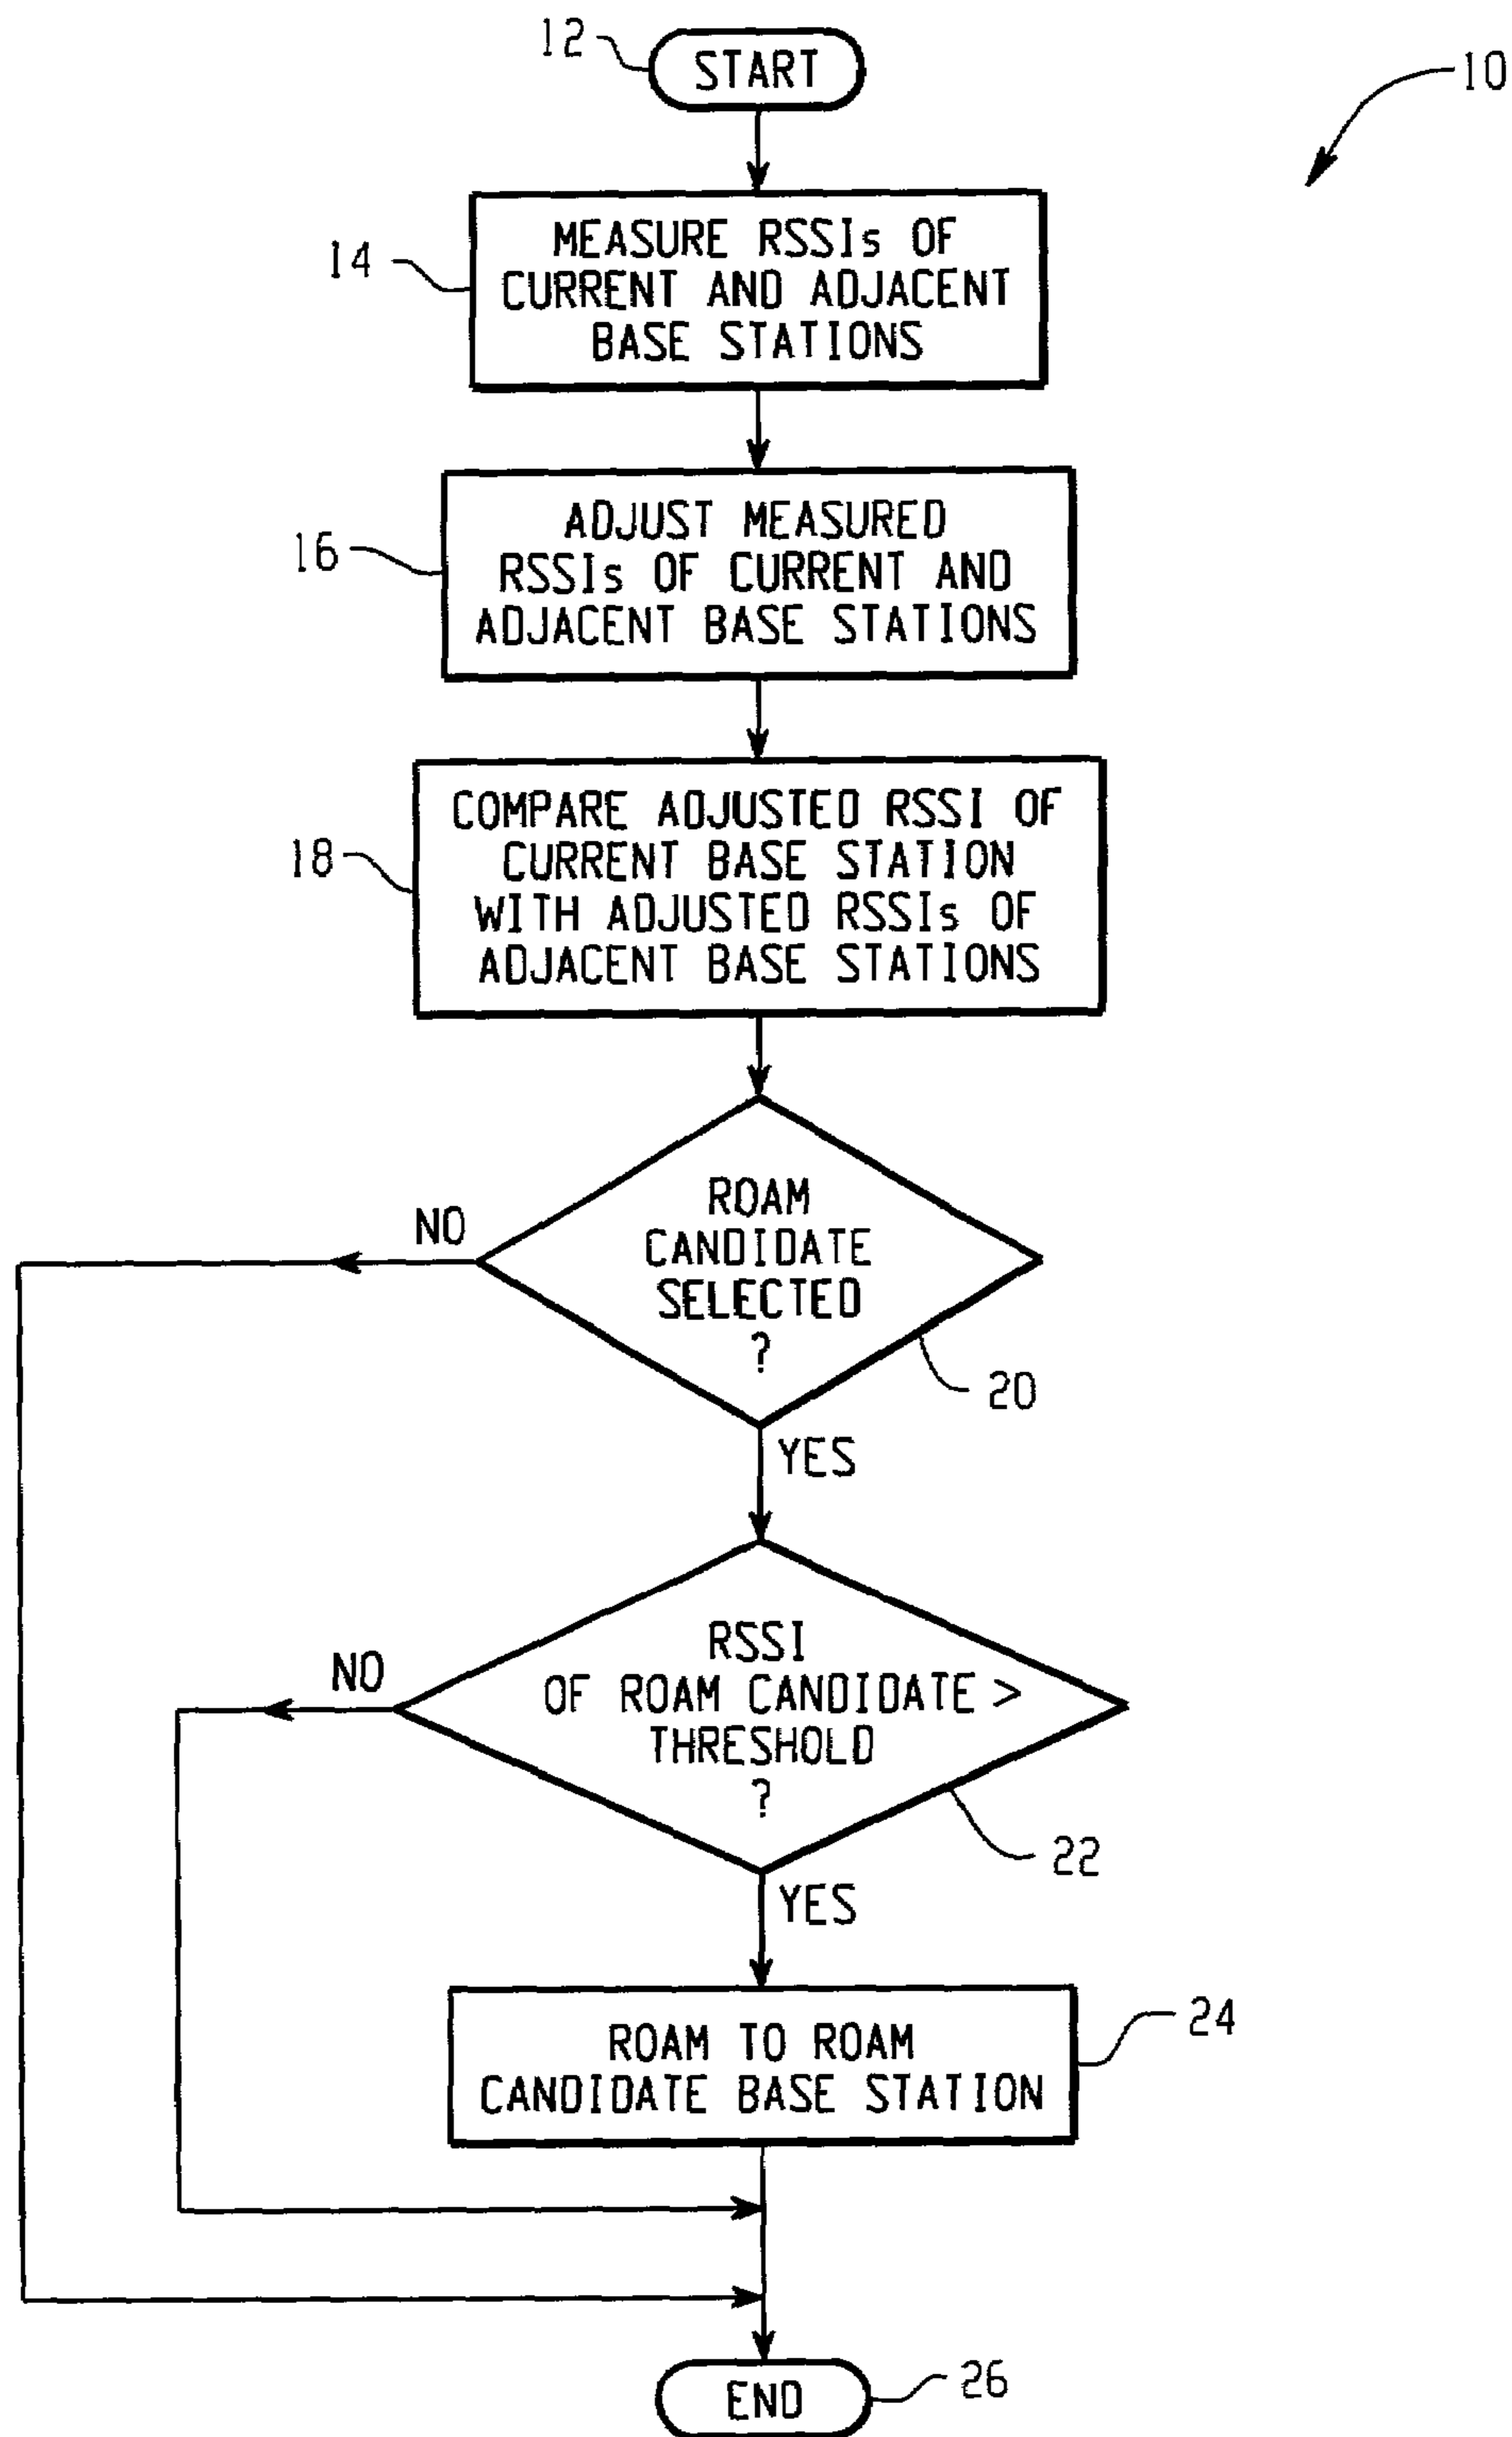 12
START
10
14
MEASURE RSSIs OF
CURRENT AND ADJACENT
BASE STATIONS
16
ADJUST MEASURED
RSSIs OF CURRENT AND
ADJACENT BASE STATIONS
18
COMPARE ADJUSTED RSSI OF
CURRENT BASE STATION
WITH ADJUSTED RSSIs OF
ADJACENT BASE STATIONS
NO
ROAM
CANDIDATE
SELECTED
?
20
YES
NO
RSSI
OF ROAM CANDIDATE >
THRESHOLD
?
22
YES
24
ROAM TO ROAM
CANDIDATE BASE STATION
END
26